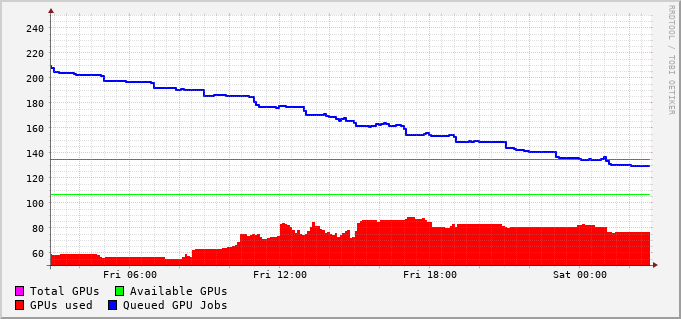 RRDTOOL / TOBI OETIKER
240
220
200
180
160
140
120
100
80
60
Fri 06:00 Fri 12:00 Fri 18:00 Sat 00:00
Total GPUs Available GPUs
GPUs used Queued GPU Jobs